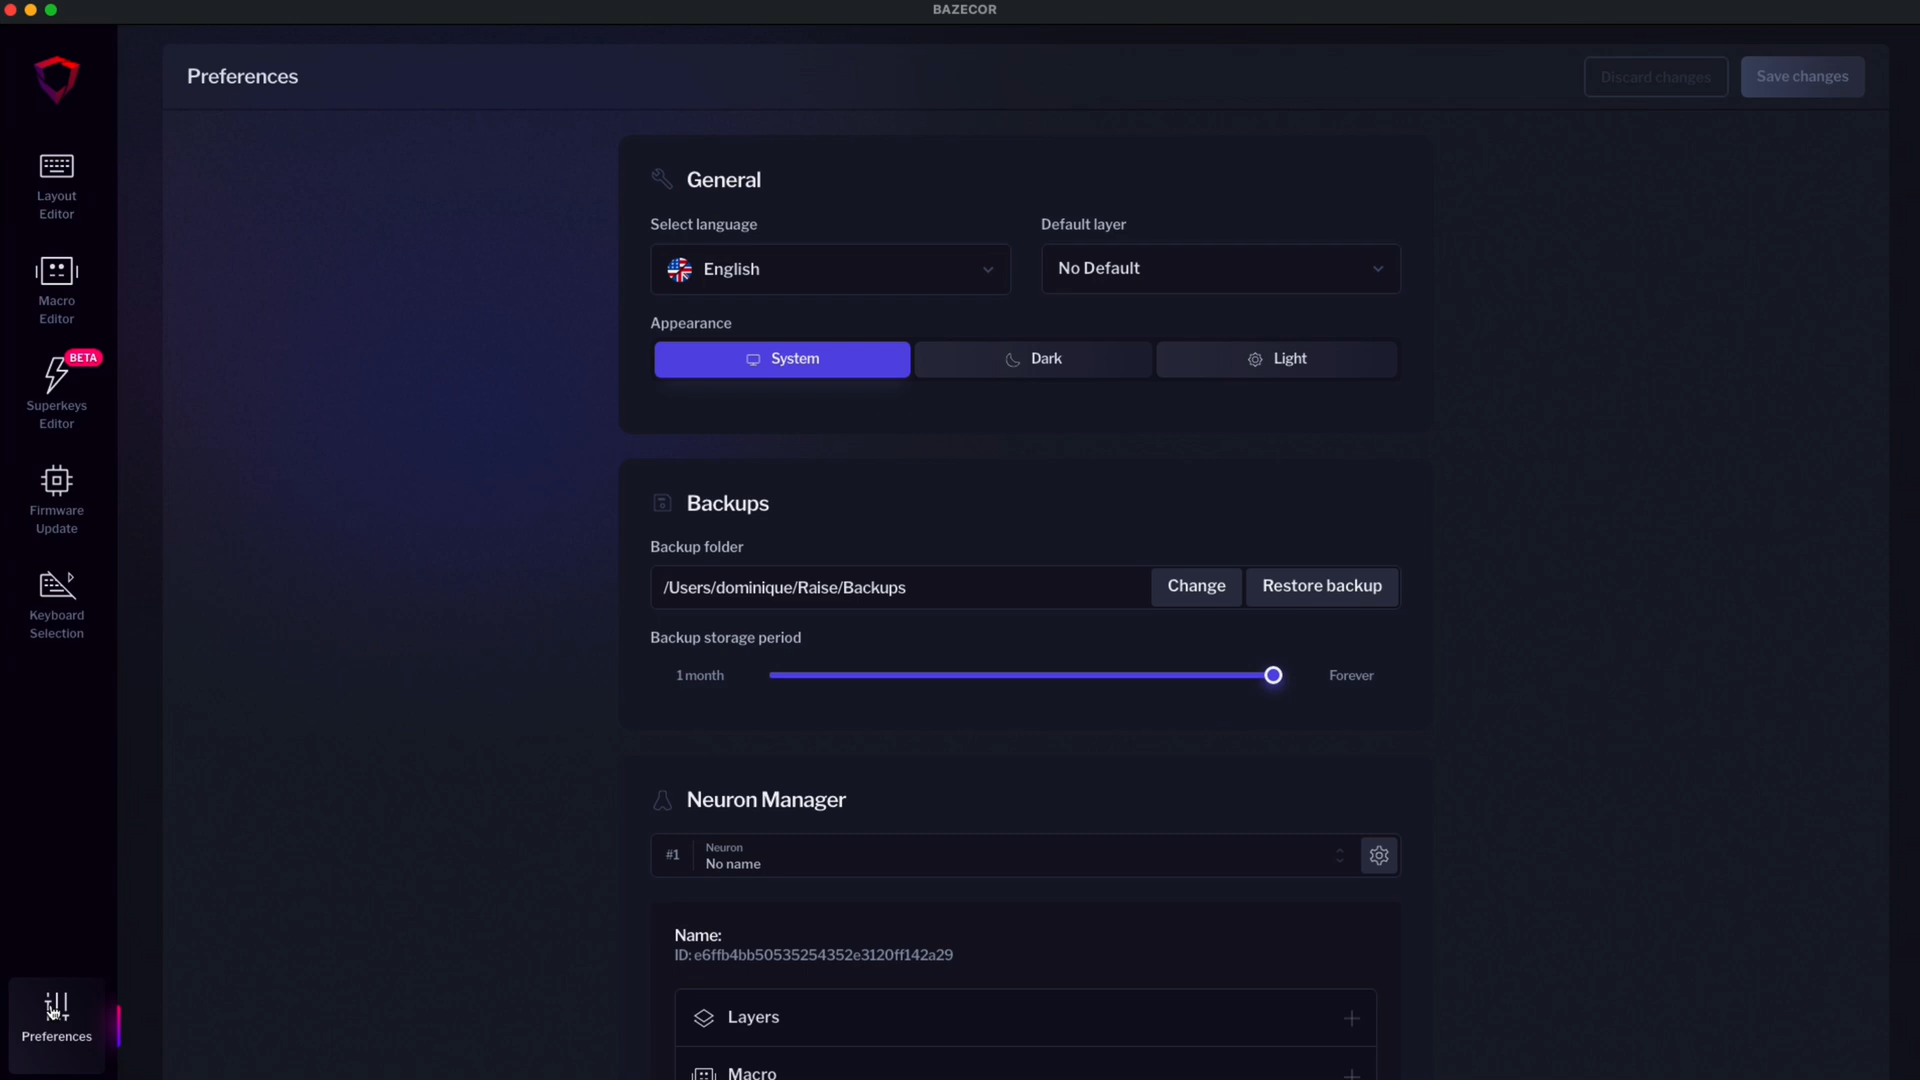 BAZECOR
Preferences
Discard changes
Save changes
Layout
Editor
Macro
Editor
BETA
Superkeys
Editor
Firmware
Update
Keyboard
Selection
Preferences
General
Select language
Default layer
English
No Default
Appearance
System
Dark
Light
Backups
Backup folder
/Users/dominique/Raise/Backups
Change
Restore backup
Backup storage period
1 month
Forever
Neuron Manager
#1
Neuron
No name
Name:
ID: e6ffb4bb50535254352e3120ff142a29
Layers
Macro